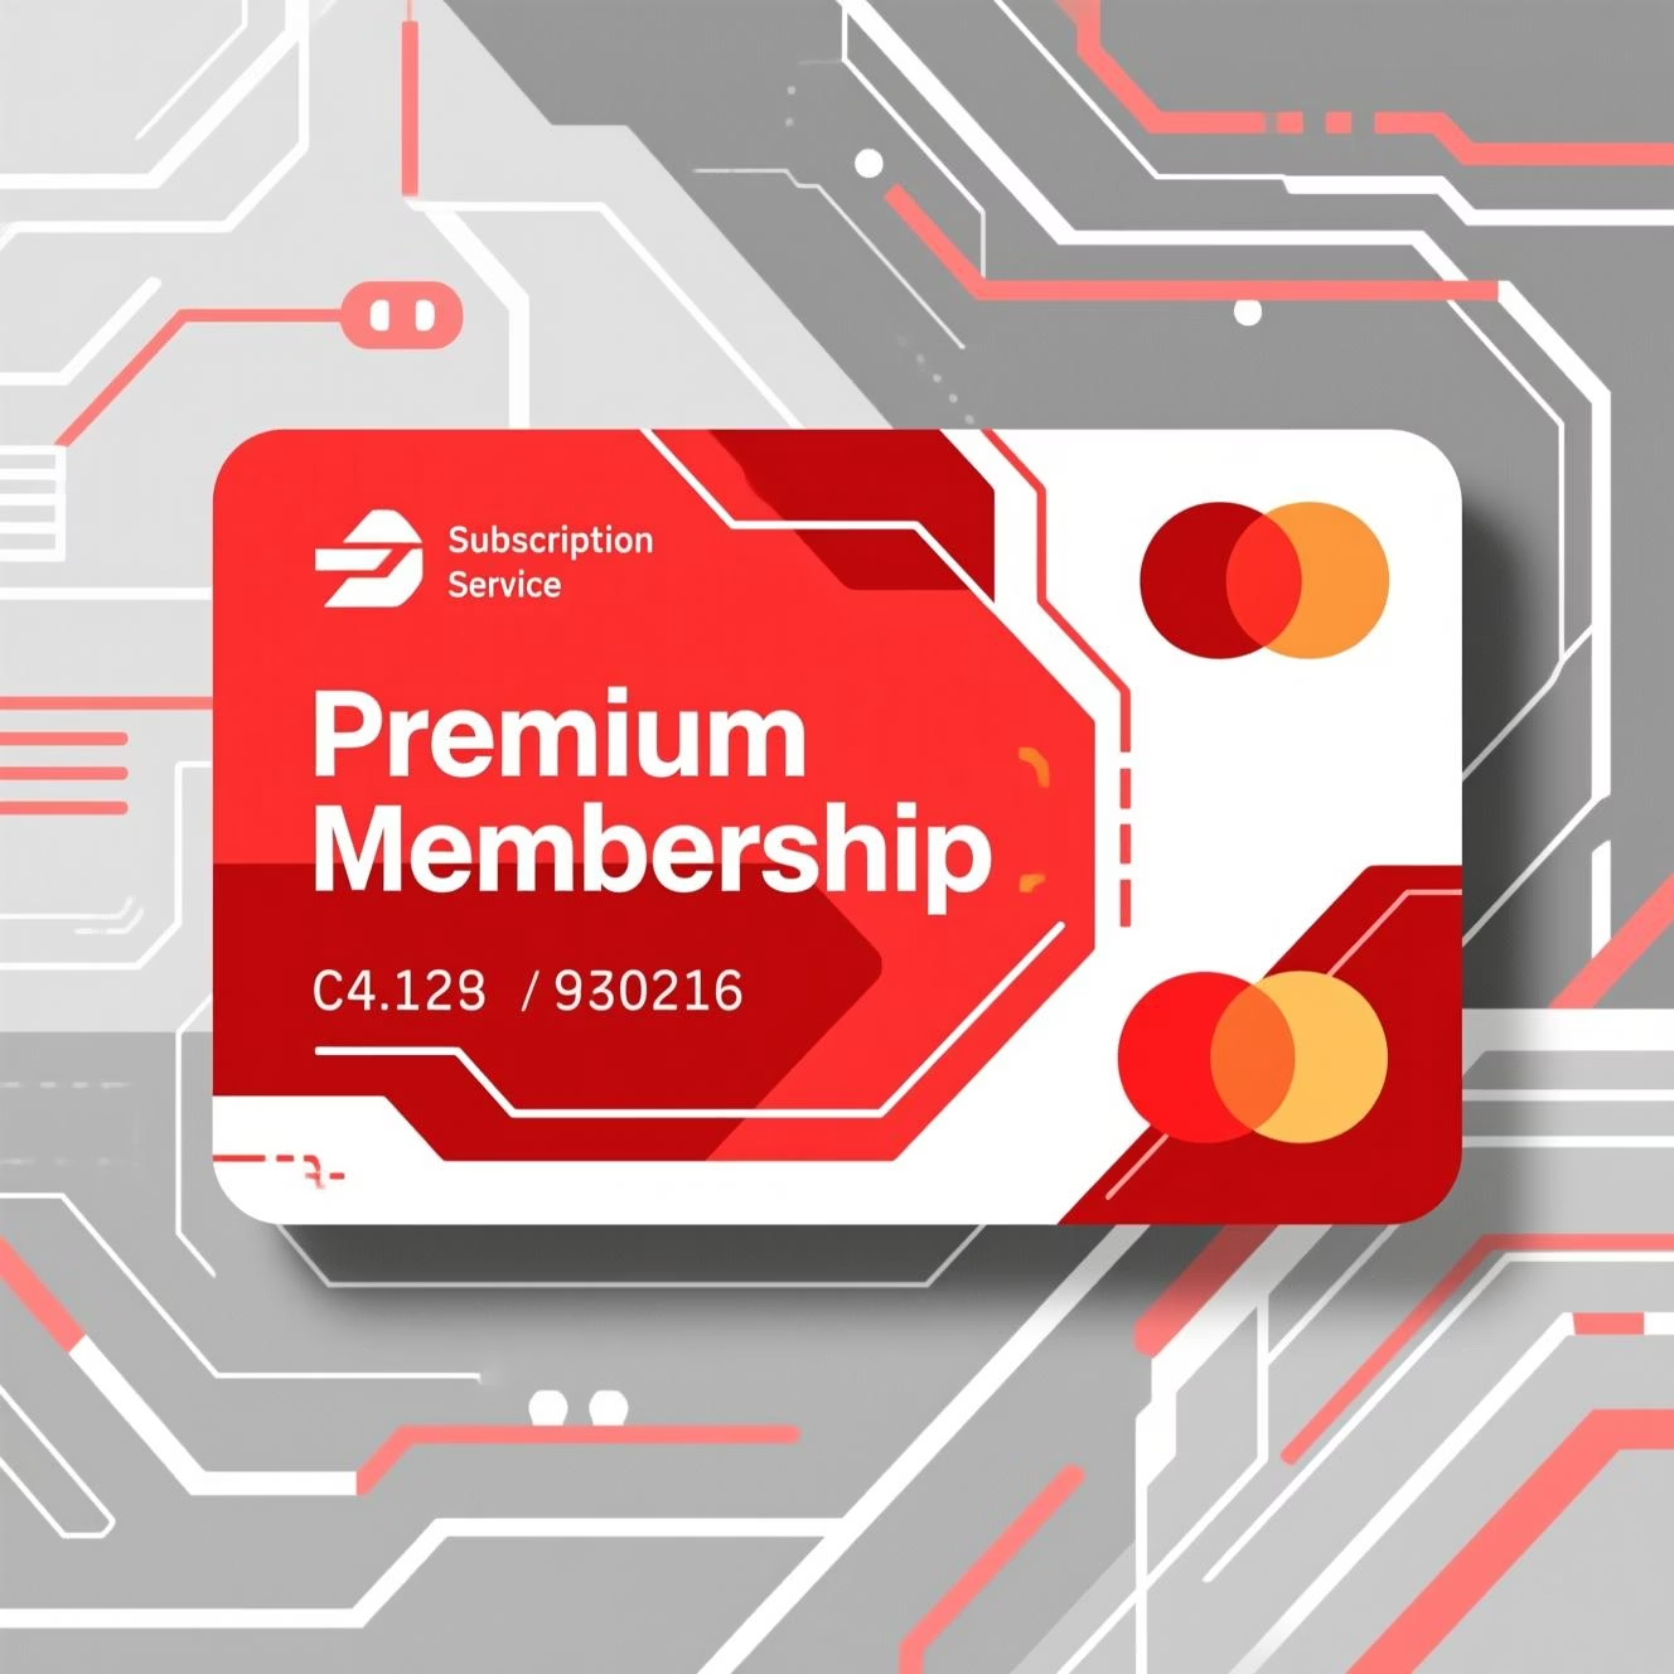 Subscription
Service
Premium
Membership
C4.128 / 930216